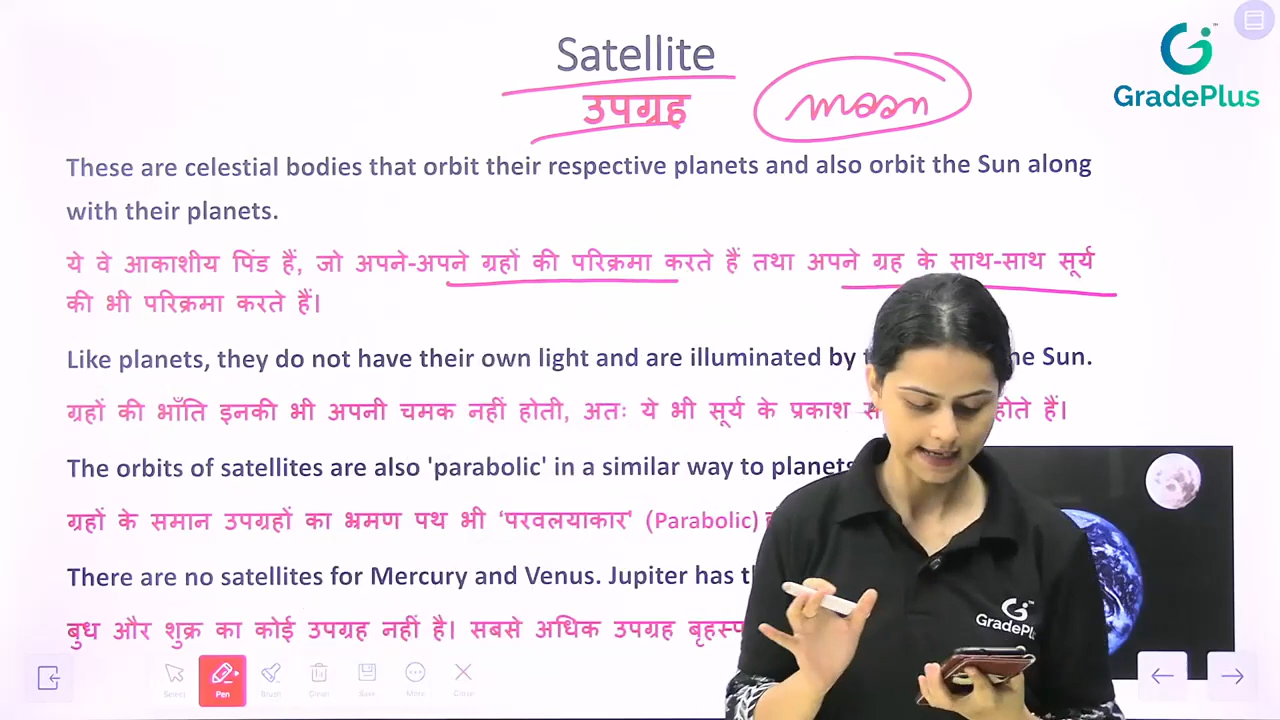 Satellite
उपग्रह
moon
GradePlus
These are celestial bodies that orbit their respective planets and also orbit the Sun along
with their planets.
ये वे आकाशीय पिंड हैं, जो अपने-अपने ग्रहों की परिक्रमा करते हैं तथा अपने ग्रह के साथ-साथ सूर्य
की भी परिक्रमा करते हैं।
Like planets, they do not have their own light and are illuminated by the Sun.
ग्रहों की भाँति इनकी भी अपनी चमक नहीं होती, अतः ये भी सूर्य के प्रकाश होते हैं।
The orbits of satellites are also 'parabolic' in a similar way to planets
ग्रहों के समान उपग्रहों का भ्रमण पथ भी 'परवलयाकार' (Parabolic)
There are no satellites for Mercury and Venus. Jupiter has
बुध और शुक्र का कोई उपग्रह नहीं है। सबसे अधिक उपग्रह
GradePlus
Select
Pen
Brush
Clean
Save
More
Close